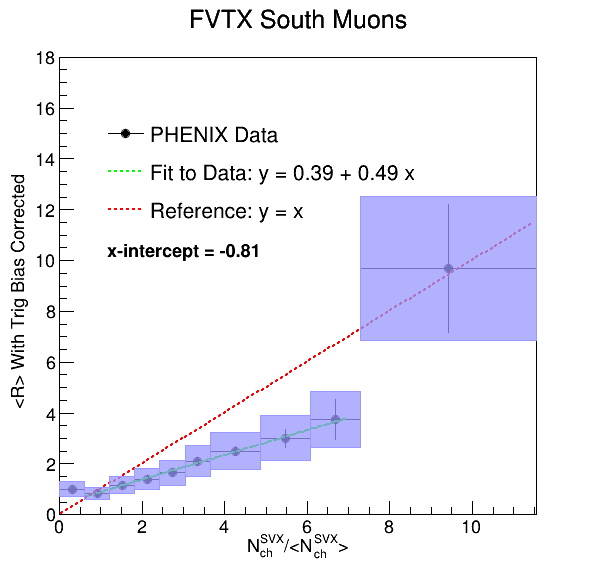 FVTX South Muons
18
16
14
12
10
8
6
4
2
0
<R> With Trig Bias Corrected
PHENIX Data
Fit to Data: y = 0.39 + 0.49 x
Reference: y = x
x-intercept = -0.81
0 2 4 6 8 10
N_ch^SVX/<N_ch^SVX>